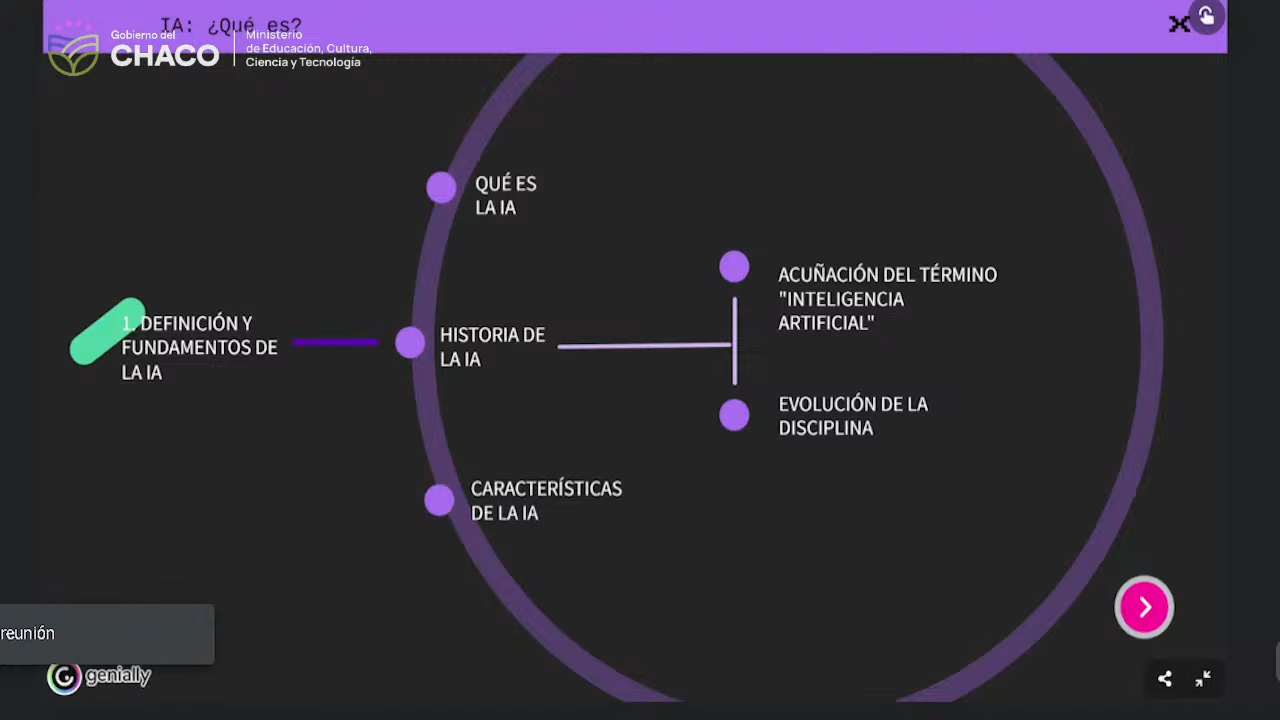 IA: ¿Qué es?
Gobierno del
CHACO
Ministerio
de Educación, Cultura,
Ciencia y Tecnología
QUÉ ES
LA IA
ACUÑACIÓN DEL TÉRMINO
"INTELIGENCIA
ARTIFICIAL"
1. DEFINICIÓN Y
FUNDAMENTOS DE
LA IA
HISTORIA DE
LA IA
EVOLUCIÓN DE LA
DISCIPLINA
CARACTERÍSTICAS
DE LA IA
reunión
genially